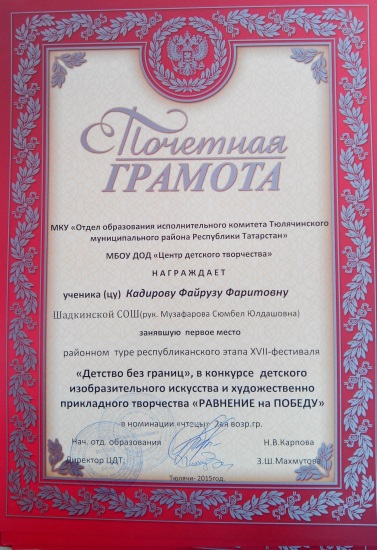 Почетная
ГРАМОТА
МКУ «Отдел образования исполнительного комитета Тюлячинского
муниципального района Республики Татарстан»
МБОУ ДОД «Центр детского творчества»
НАГРАЖДАЕТ
ученика (цу) Кадирову Файрузу Фаритовну
Шадкинской СОШ(рук. Музафарова Сюмбел Юлдашовна)
занявшую первое место
районном туре республиканского этапа XVII-фестиваля
«Детство без границ», в конкурсе детского
изобразительного искусства и художественно
прикладного творчества «РАВНЕНИЕ на ПОБЕДУ»
в номинации «чтецы» 2ая возр.гр.
Нач. отд. образования Н.В.Карпова
Директор ЦДТ: З.Ш.Махмутова
Тюлячи- 2015год.